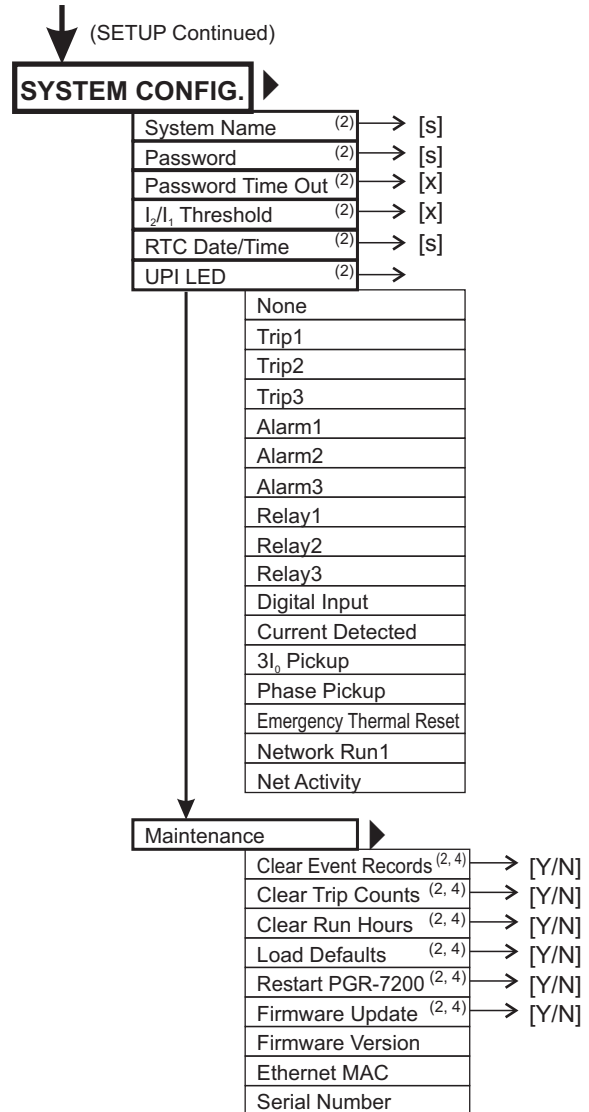 (SETUP Continued)
SYSTEM CONFIG.
System Name (2) [s]
Password (2) [s]
Password Time Out (2) [x]
I₂/I₁ Threshold (2) [x]
RTC Date/Time (2) [s]
UPI LED (2)
None
Trip1
Trip2
Trip3
Alarm1
Alarm2
Alarm3
Relay1
Relay2
Relay3
Digital Input
Current Detected
3I₀ Pickup
Phase Pickup
Emergency Thermal Reset
Network Run1
Net Activity
Maintenance
Clear Event Records (2, 4) [Y/N]
Clear Trip Counts (2, 4) [Y/N]
Clear Run Hours (2, 4) [Y/N]
Load Defaults (2, 4) [Y/N]
Restart PGR-7200 (2, 4) [Y/N]
Firmware Update (2, 4) [Y/N]
Firmware Version
Ethernet MAC
Serial Number